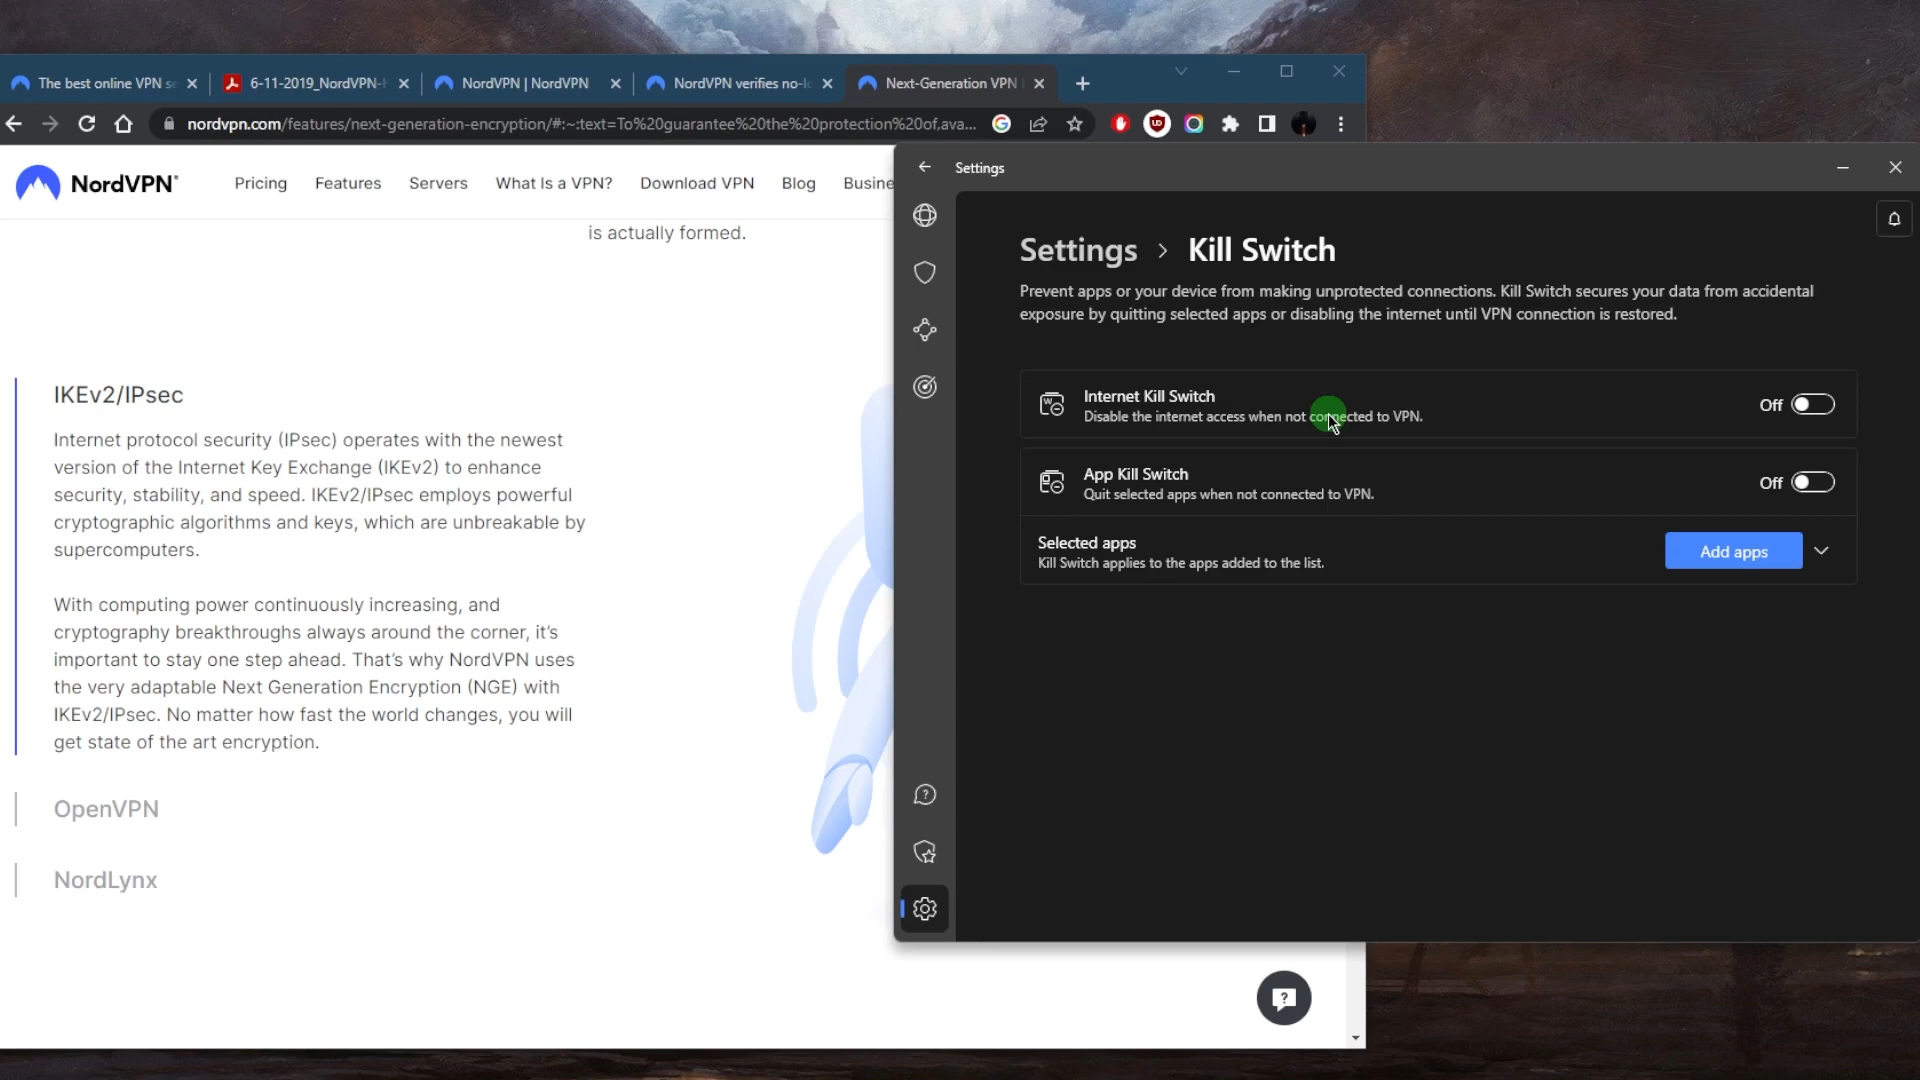 The best online VPN se
6-11-2019_NordVPN-
NordVPN | NordVPN
NordVPN verifies no-lo
Next-Generation VPN
nordvpn.com/features/next-generation-encryption/#:~:text=To%20guarantee%20the%20protection%20of,ava...
NordVPN®
Pricing
Features
Servers
What Is a VPN?
Download VPN
Blog
Busine
is actually formed.
IKEv2/IPsec
Internet protocol security (IPsec) operates with the newest
version of the Internet Key Exchange (IKEv2) to enhance
security, stability, and speed. IKEv2/IPsec employs powerful
cryptographic algorithms and keys, which are unbreakable by
supercomputers.
With computing power continuously increasing, and
cryptography breakthroughs always around the corner, it's
important to stay one step ahead. That's why NordVPN uses
the very adaptable Next Generation Encryption (NGE) with
IKEv2/IPsec. No matter how fast the world changes, you will
get state of the art encryption.
OpenVPN
NordLynx
Settings
Settings > Kill Switch
Prevent apps or your device from making unprotected connections. Kill Switch secures your data from accidental
exposure by quitting selected apps or disabling the internet until VPN connection is restored.
Internet Kill Switch
Disable the internet access when not connected to VPN.
Off
App Kill Switch
Quit selected apps when not connected to VPN.
Off
Selected apps
Kill Switch applies to the apps added to the list.
Add apps